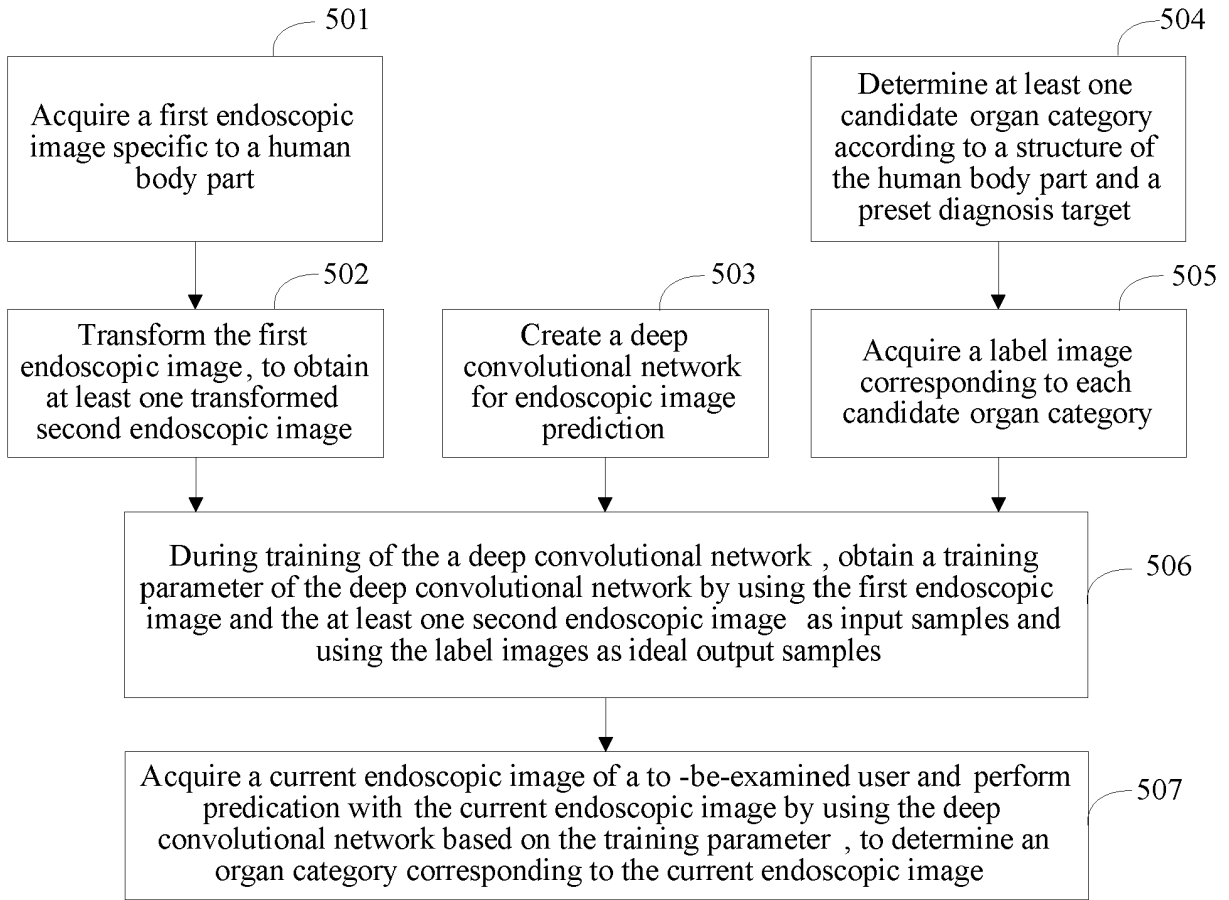 501
Acquire a first endoscopic
image specific to a human
body part
504
Determine at least one
candidate organ category
according to a structure of
the human body part and a
preset diagnosis target
502
Transform the first
endoscopic image, to obtain
at least one transformed
second endoscopic image
503
Create a deep
convolutional network
for endoscopic image
prediction
505
Acquire a label image
corresponding to each
candidate organ category
506
During training of the a deep convolutional network , obtain a training
parameter of the deep convolutional network by using the first endoscopic
image and the at least one second endoscopic image as input samples and
using the label images as ideal output samples
507
Acquire a current endoscopic image of a to -be-examined user and perform
predication with the current endoscopic image by using the deep
convolutional network based on the training parameter , to determine an
organ category corresponding to the current endoscopic image